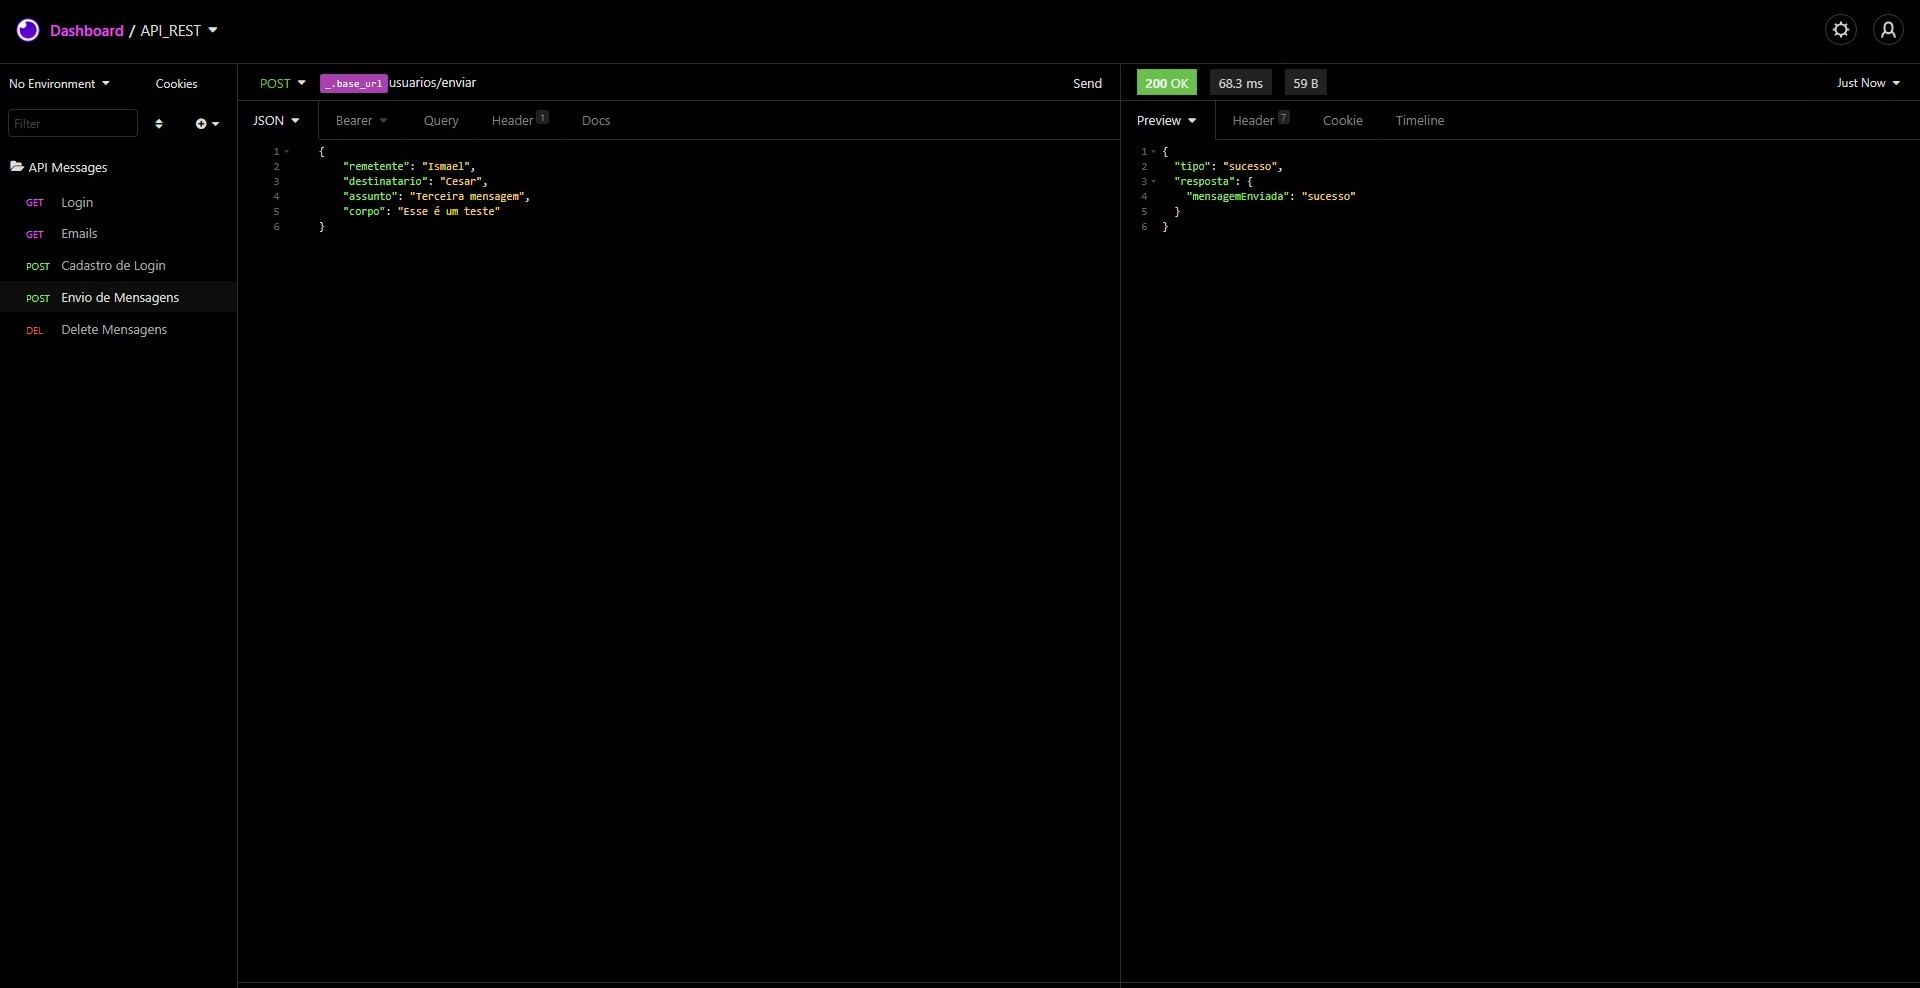 Dashboard / API_REST
No Environment
Cookies
Filter
API Messages
GET Login
GET Emails
POST Cadastro de Login
POST Envio de Mensagens
DEL Delete Mensagens
POST _.base_url usuarios/enviar Send
JSON Bearer Query Header 1 Docs
1 {
2 "remetente": "Ismael",
3 "destinatario": "Cesar",
4 "assunto": "Terceira mensagem",
5 "corpo": "Esse é um teste"
6 }
200 OK 68.3 ms 59 B Just Now
Preview Header 7 Cookie Timeline
1 {
2 "tipo": "sucesso",
3 "resposta": {
4 "mensagemEnviada": "sucesso"
5 }
6 }